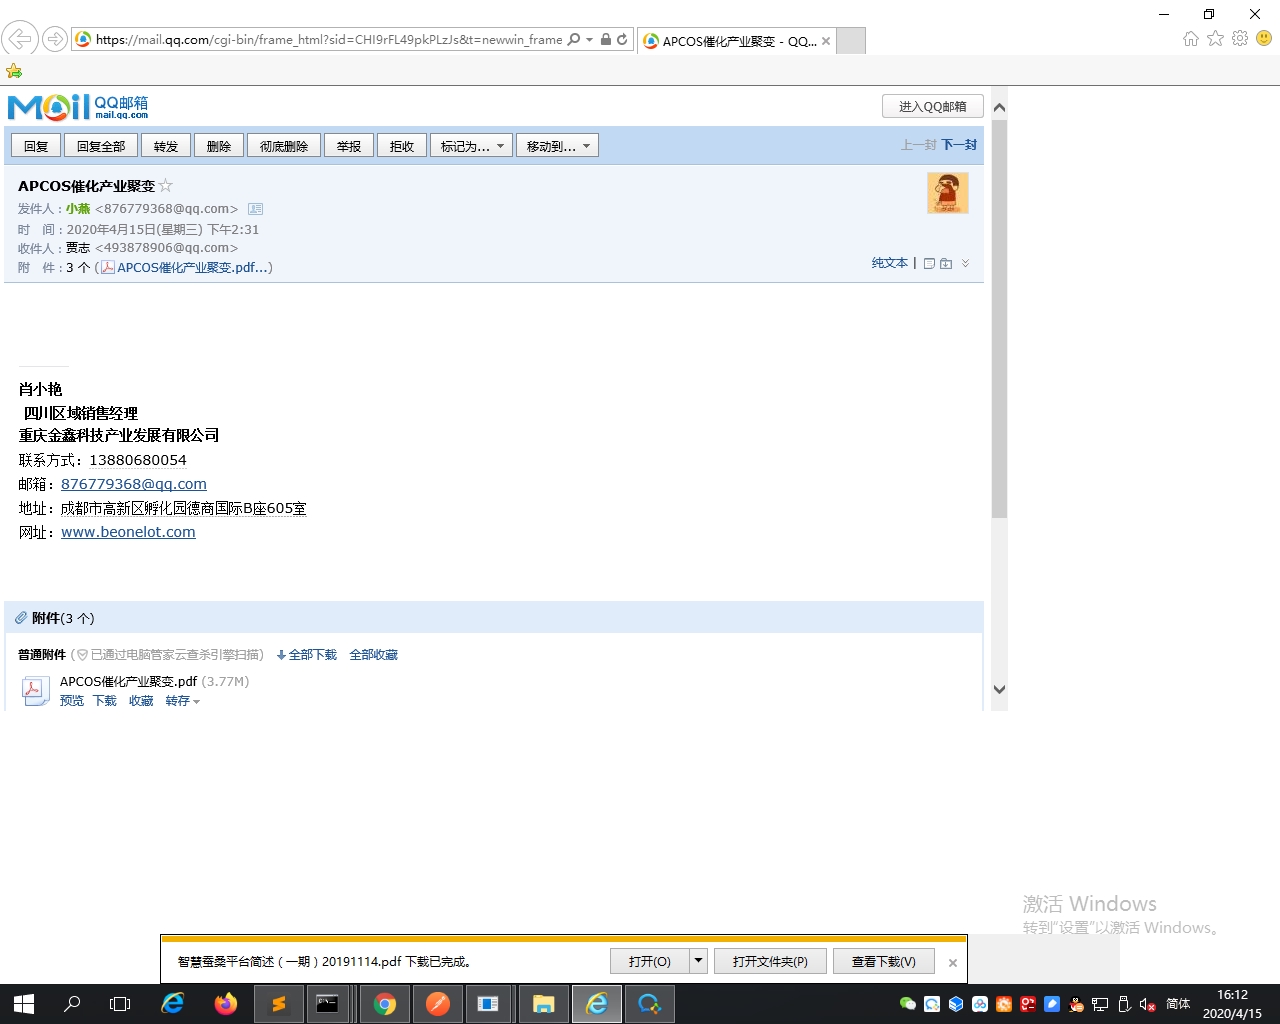 https://mail.qq.com/cgi-bin/frame_html?sid=CHI9rFL49pkPLzJs&t=newwin_frame
APCOS催化产业聚变 - QQ...
Mail QQ邮箱
mail.qq.com
进入QQ邮箱
回复 回复全部 转发 删除 彻底删除 举报 拒收 标记为... 移动到... 上一封 下一封
APCOS催化产业聚变
发件人：小燕 <876779368@qq.com>
时 间：2020年4月15日(星期三) 下午2:31
收件人：贾志 <493878906@qq.com>
附 件：3 个 (APCOS催化产业聚变.pdf...)
纯文本 |
肖小艳
四川区域销售经理
重庆金鑫科技产业发展有限公司
联系方式：13880680054
邮箱：876779368@qq.com
地址：成都市高新区孵化园德商国际B座605室
网址：www.beonelot.com
附件(3 个)
普通附件 (已通过电脑管家云查杀引擎扫描) 全部下载 全部收藏
APCOS催化产业聚变.pdf (3.77M)
预览 下载 收藏 转存
激活 Windows
转到"设置"以激活 Windows。
智慧蚕桑平台简述（一期）20191114.pdf 下载已完成。 打开(O) 打开文件夹(P) 查看下载(V)
简体
16:12
2020/4/15